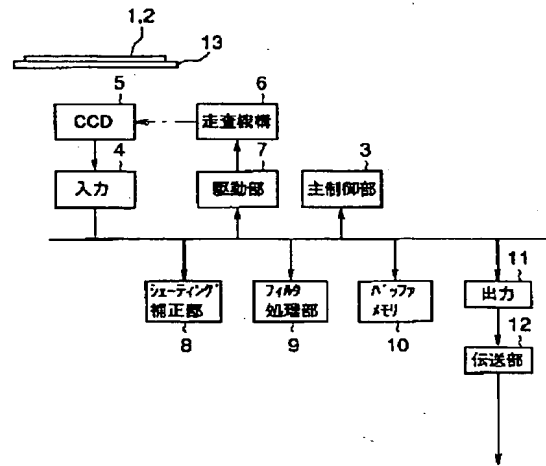 1,2
13
5
6
CCD
走査機構
4
7
3
入力
駆動部
主制御部
11
シェーディング
補正部
フィルタ
処理部
バッファ
メモリ
出力
8
9
10
12
伝送部